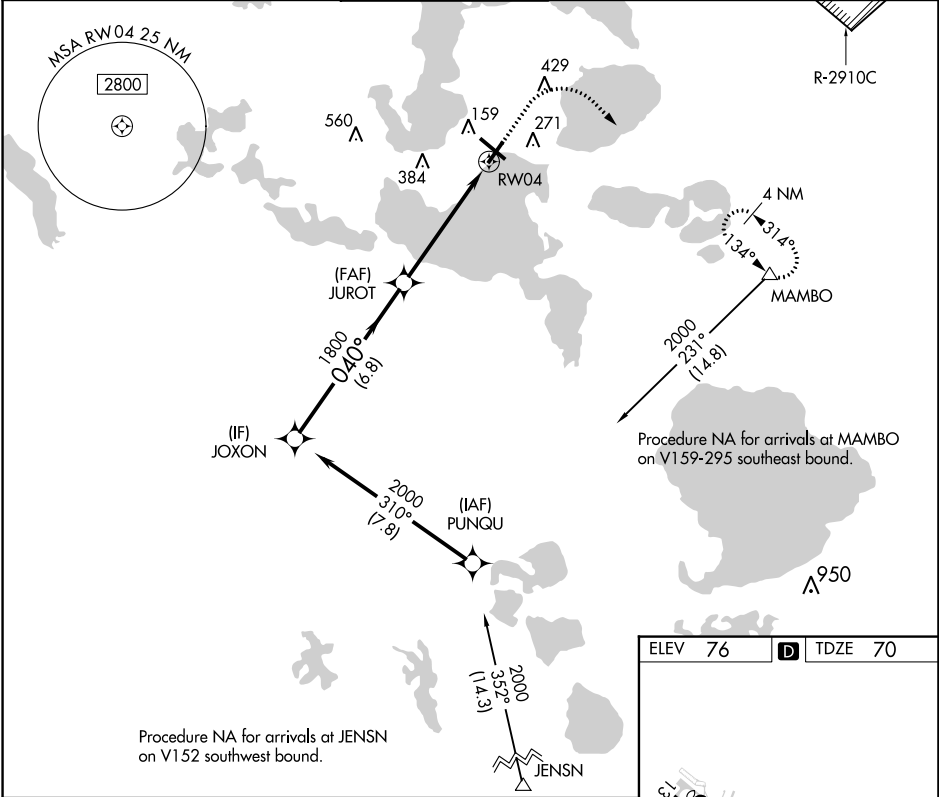 MSA RW04 25 NM
2800
R-2910C
429
560
159
271
384
RW04
4 NM
314°
134°
MAMBO
(FAF)
JUROT
1800
040°
(6.8)
2000
231°
(14.8)
(IF)
JOXON
Procedure NA for arrivals at MAMBO
on V159-295 southeast bound.
2000
310°
(7.8)
(IAF)
PUNQU
950
ELEV 76 D TDZE 70
2000
352°
(14.3)
Procedure NA for arrivals at JENSN
on V152 southwest bound.
JENSN